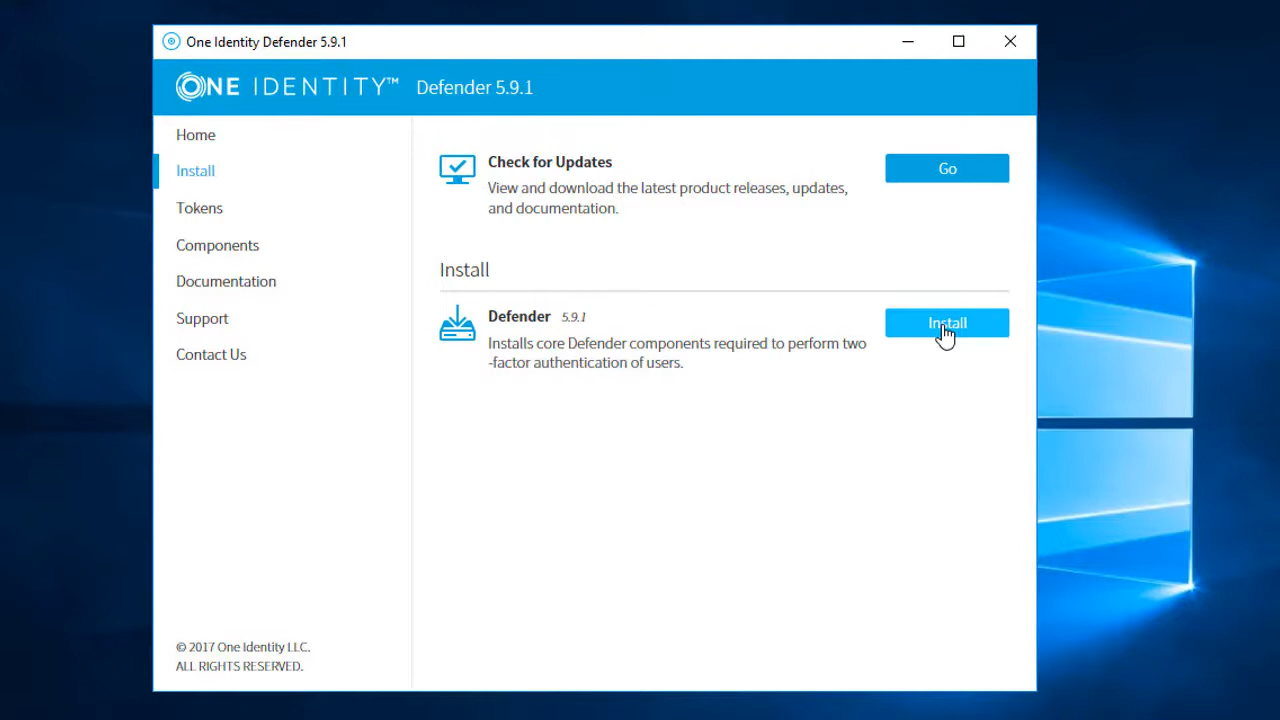 One Identity Defender 5.9.1
ONE IDENTITY™ Defender 5.9.1
Home
Install
Tokens
Components
Documentation
Support
Contact Us
© 2017 One Identity LLC.
ALL RIGHTS RESERVED.
Check for Updates
View and download the latest product releases, updates,
and documentation.
Go
Install
Defender 5.9.1
Installs core Defender components required to perform two
-factor authentication of users.
Install